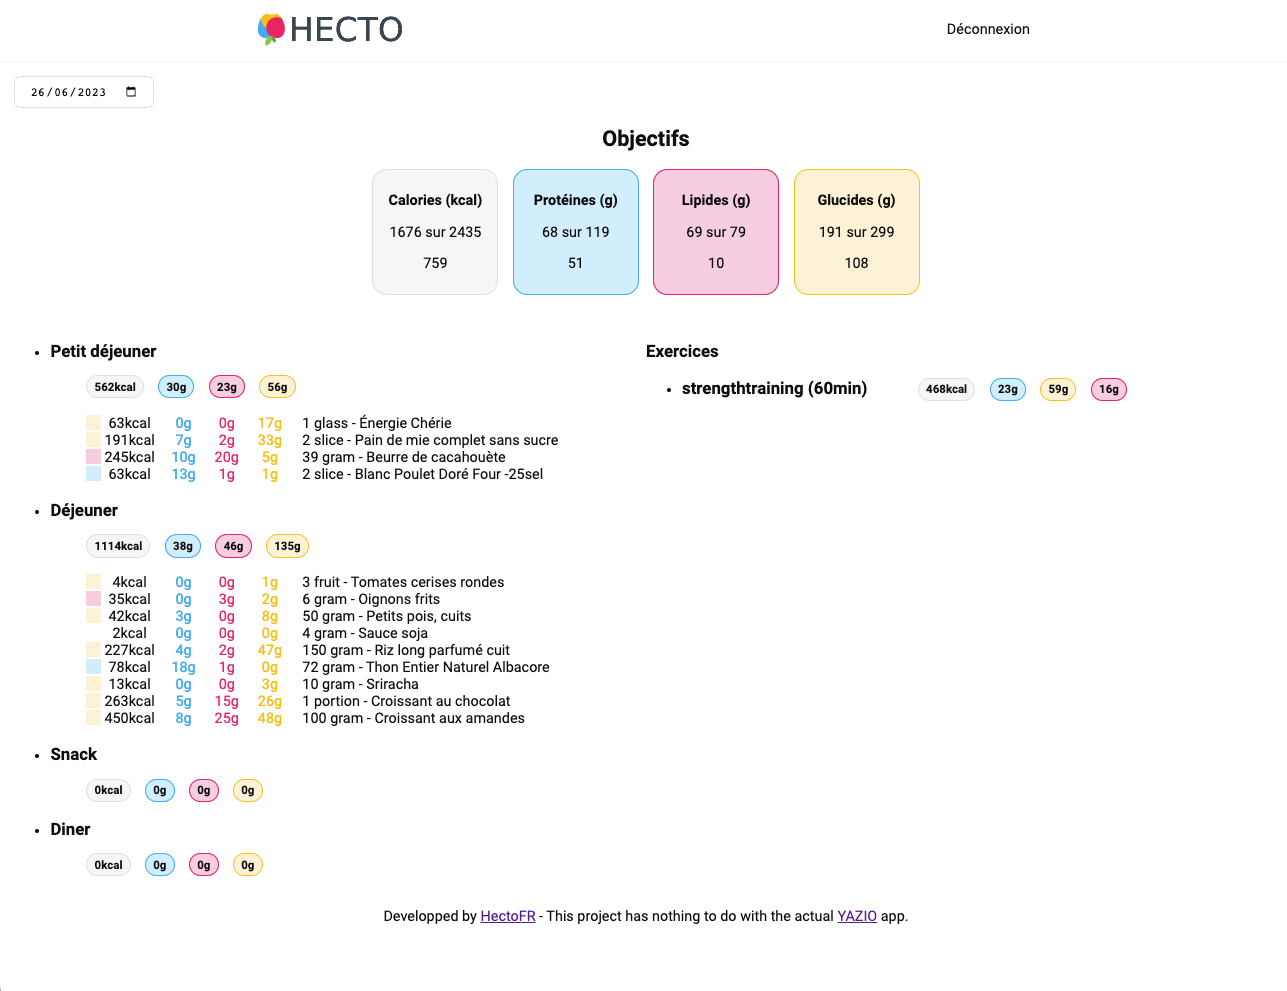 HECTO
Déconnexion
26/06/2023
Objectifs
Calories (kcal)
1676 sur 2435
759
Protéines (g)
68 sur 119
51
Lipides (g)
69 sur 79
10
Glucides (g)
191 sur 299
108
Petit déjeuner
562kcal 30g 23g 56g
63kcal 0g 0g 17g 1 glass - Énergie Chérie
191kcal 7g 2g 33g 2 slice - Pain de mie complet sans sucre
245kcal 10g 20g 5g 39 gram - Beurre de cacahouète
63kcal 13g 1g 1g 2 slice - Blanc Poulet Doré Four -25sel
Déjeuner
1114kcal 38g 46g 135g
4kcal 0g 0g 1g 3 fruit - Tomates cerises rondes
35kcal 0g 3g 2g 6 gram - Oignons frits
42kcal 3g 0g 8g 50 gram - Petits pois, cuits
2kcal 0g 0g 0g 4 gram - Sauce soja
227kcal 4g 2g 47g 150 gram - Riz long parfumé cuit
78kcal 18g 1g 0g 72 gram - Thon Entier Naturel Albacore
13kcal 0g 0g 3g 10 gram - Sriracha
263kcal 5g 15g 26g 1 portion - Croissant au chocolat
450kcal 8g 25g 48g 100 gram - Croissant aux amandes
Snack
0kcal 0g 0g 0g
Diner
0kcal 0g 0g 0g
Exercices
strengthtraining (60min) 468kcal 23g 59g 16g
Developped by HectoFR - This project has nothing to do with the actual YAZIO app.